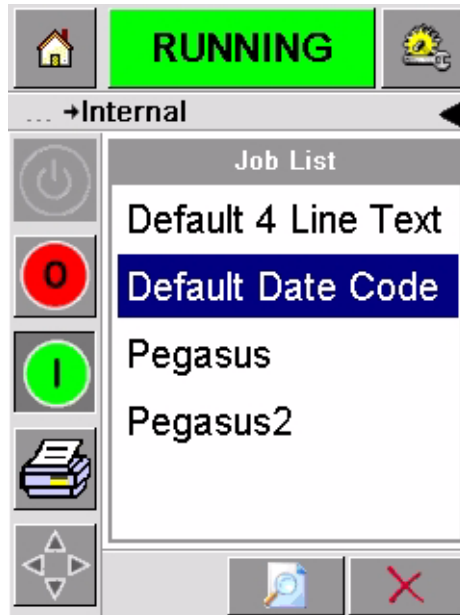 RUNNING
... →Internal
Job List
Default 4 Line Text
Default Date Code
O
Pegasus
I
Pegasus2